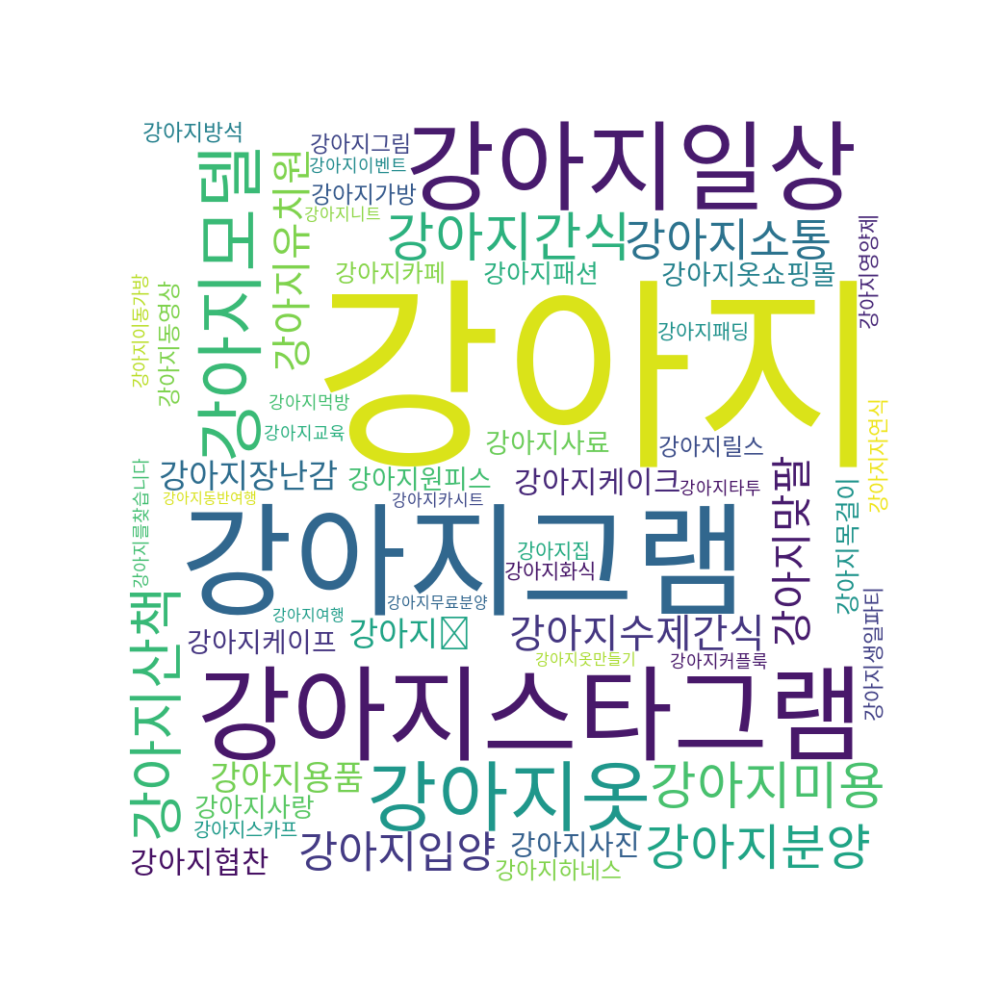 강아지방석
강아지그림
강아지일상
강아지이벤트
강아지모델
강아지유치원
강아지가방
강아지니트
강아지간식
강아지소통
강아지영양제
강아지카페
강아지패션
강아지옷쇼핑몰
강아지이동가방
강아지동영상
강아지
강아지패딩
강아지먹방
강아지교육
강아지사료
강아지릴스
강아지자연식
강아지장난감
강아지원피스
강아지케이크
강아지타투
강아지맞팔
강아지를찾습니다
강아지동반여행
강아지카시트
강아지목걸이
강아지그램
강아지집
강아지화식
강아지산책
강아지여행
강아지무료분양
강아지케이프
강아지
강아지수제간식
강아지생일파티
강아지옷만들기
강아지커플룩
강아지스타그램
강아지용품
강아지옷
강아지미용
강아지사랑
강아지스카프
강아지협찬
강아지입양
강아지사진
강아지분양
강아지하네스